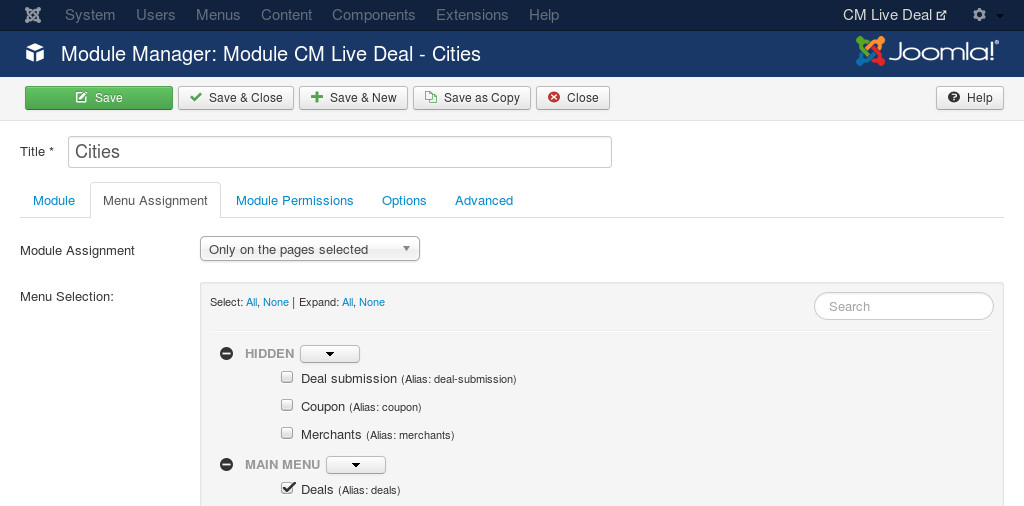 System Users Menus Content Components Extensions Help CM Live Deal
Module Manager: Module CM Live Deal - Cities Joomla!®
Save Save & Close Save & New Save as Copy Close Help
Title * Cities
Module Menu Assignment Module Permissions Options Advanced
Module Assignment Only on the pages selected
Menu Selection: Select: All, None | Expand: All, None Search
HIDDEN
Deal submission (Alias: deal-submission)
Coupon (Alias: coupon)
Merchants (Alias: merchants)
MAIN MENU
Deals (Alias: deals)